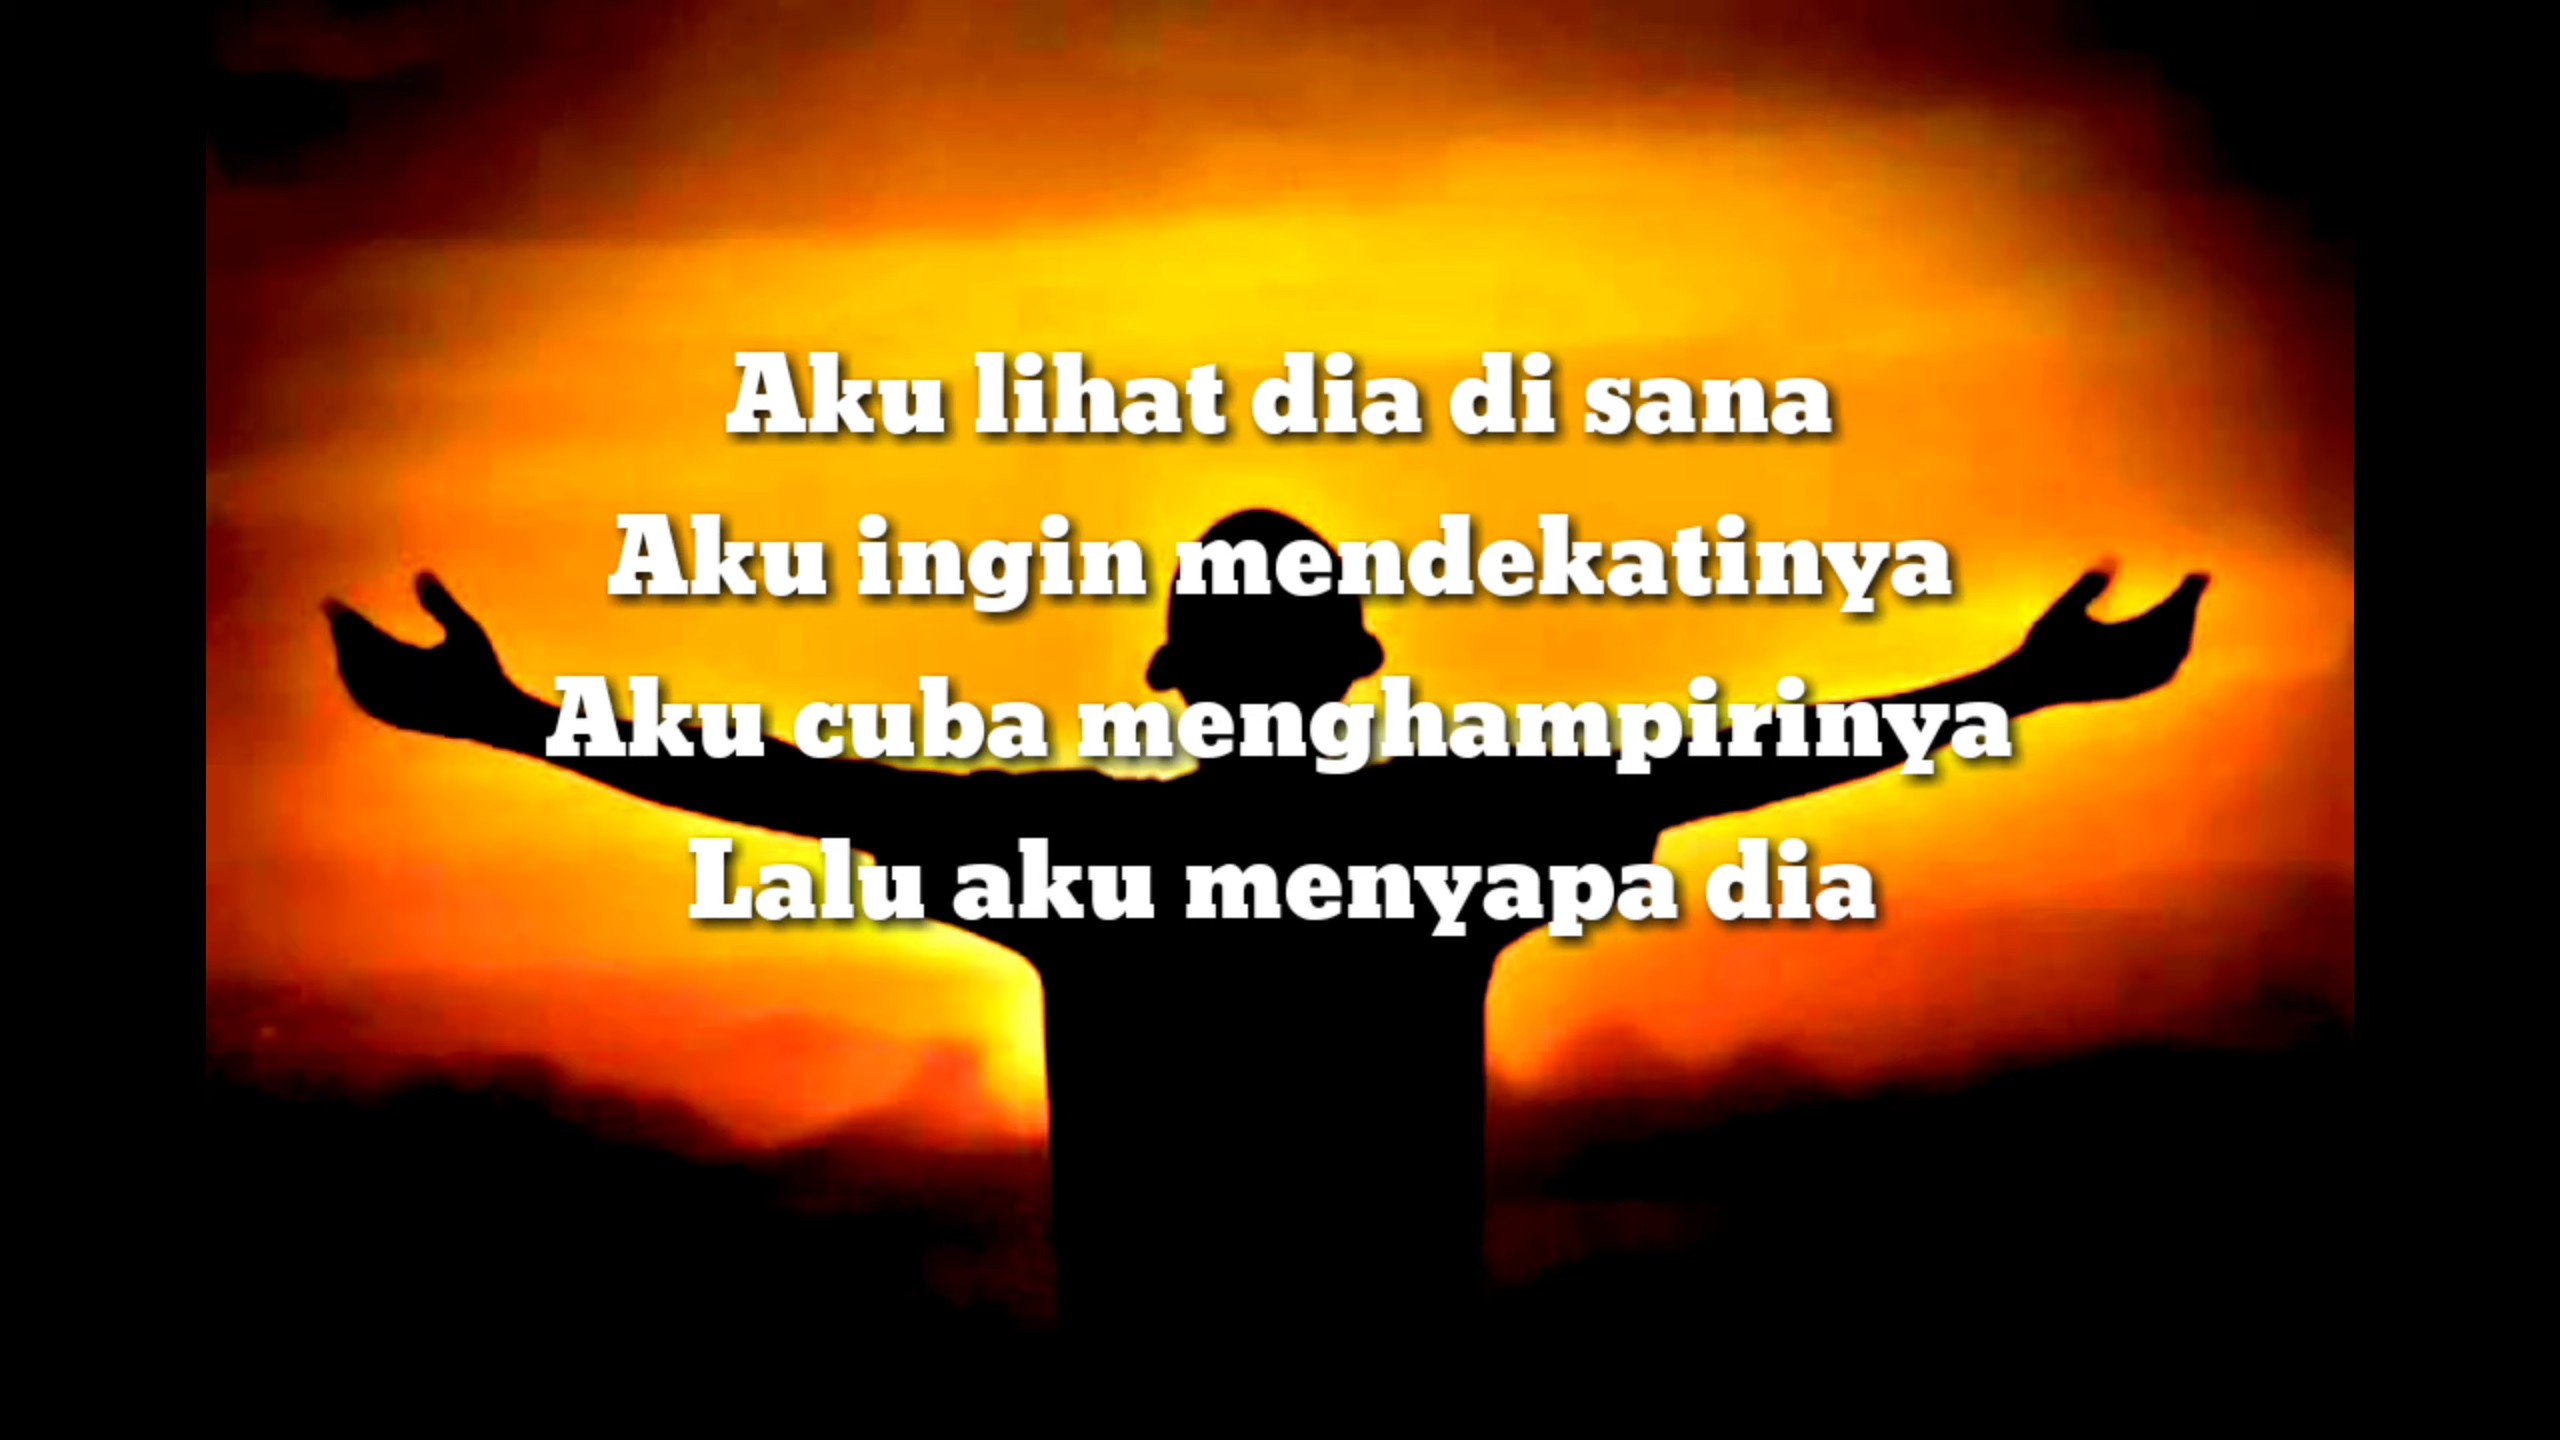 Aku lihat dia di sana
Aku ingin mendekatinya
Aku cuba menghampirinya
Lalu aku menyapa dia